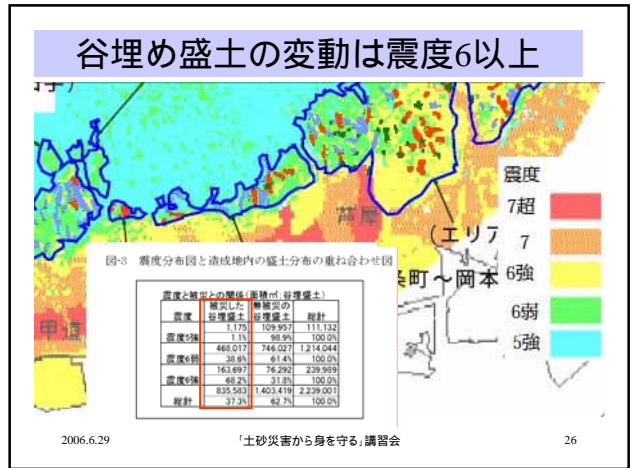 谷埋め盛土の変動は震度6以上
芦屋
(エリア
条町～岡本
甲道
震度
7超
7
6強
6弱
5強
図-3 震度分布図と造成地内の盛土分布の重ね合わせ図
震度と被災との関係(面積㎡:谷埋盛土)
震度 被災した谷埋盛土 無被災の谷埋盛土 総計
1,175 109,957 111,132
震度5強 1.1% 98.9% 100.0%
468,017 746,027 1,214,044
震度6弱 38.6% 61.4% 100.0%
163,697 76,292 239,989
震度6強 68.2% 31.8% 100.0%
835,583 1,403,419 2,239,001
総計 37.3% 62.7% 100.0%
2006.6.29 「土砂災害から身を守る」講習会 26